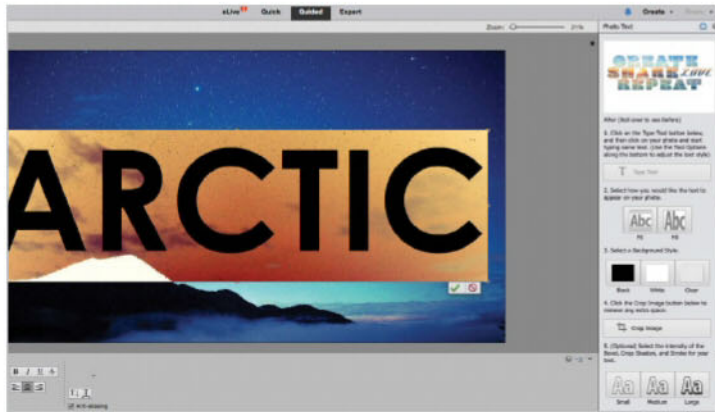 eLive Quick Guided Expert
Create
Zoom: 31%
Photo Text
CREATE
SHARE LOVE
REPEAT
After (Roll over to see before)
1. Click on the Type Tool button below,
and then click on your photo and start
typing some text. (Use the Tool Options
along the bottom to adjust the text style)
T Type Tool
2. Select how you would like the text to
appear on your photo.
Abc Abc
Fit Fill
3. Select a Background Style.
Black White Clear
4. Click the Crop Image button below to
remove any extra space.
Crop Image
5. (Optional) Select the intensity of the
Bevel, Drop Shadow, and Stroke for your
text.
Aa Aa Aa
Small Medium Large
ARCTIC
B I U S
Anti-aliasing